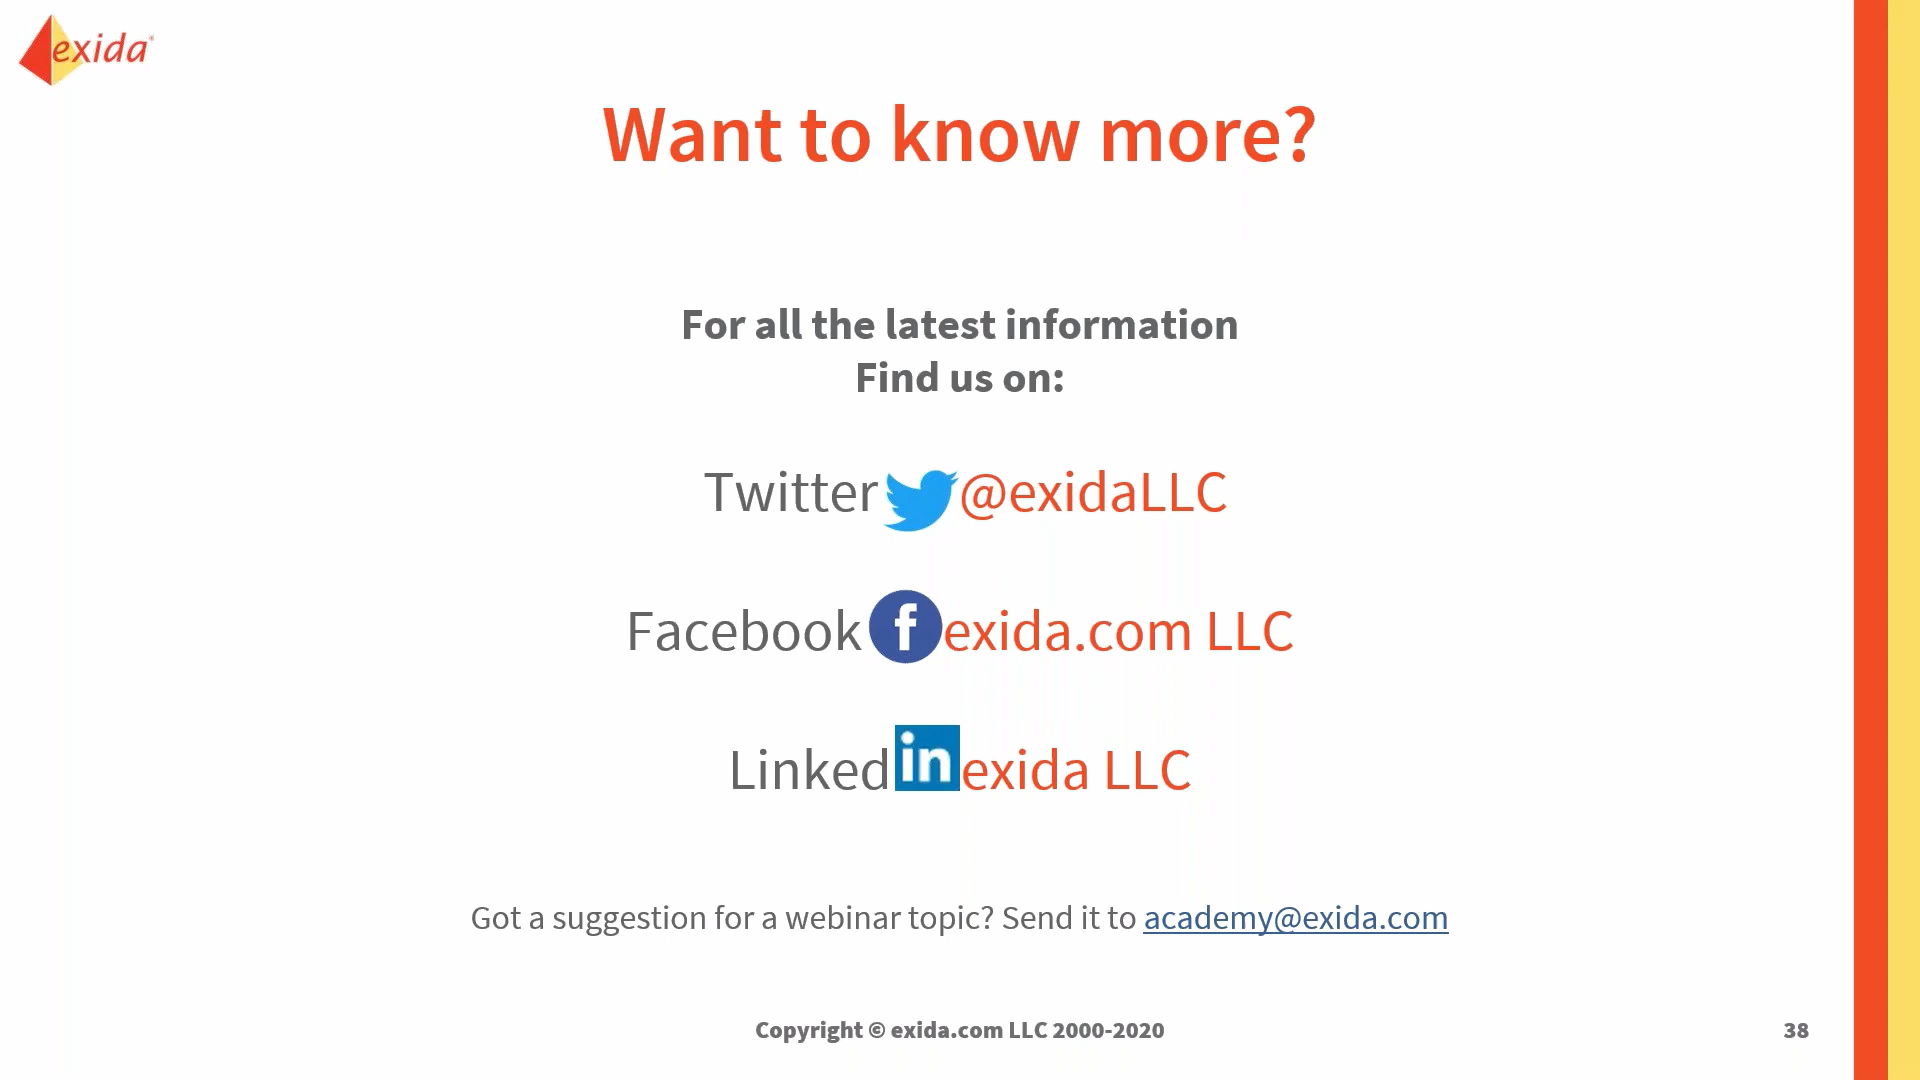 exida
Want to know more?
For all the latest information
Find us on:
Twitter @exidaLLC
Facebook f exida.com LLC
Linked in exida LLC
Got a suggestion for a webinar topic? Send it to academy@exida.com
Copyright © exida.com LLC 2000-2020
38